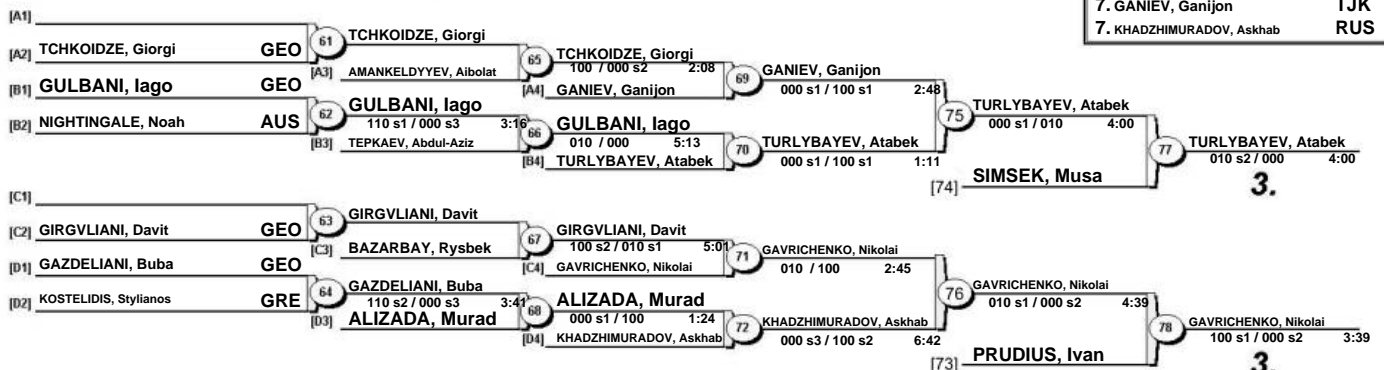 7. GANIEV, Ganijon TJK
7. KHADZHIMURADOV, Askhab RUS
[A1]
[A2] TCHKOIDZE, Giorgi GEO
61 TCHKOIDZE, Giorgi
[A3] AMANKELDYYEV, Aibolat
65 TCHKOIDZE, Giorgi
100 / 000 s2 2:08
[A4] GANIEV, Ganijon
69 GANIEV, Ganijon
000 s1 / 100 s1 2:48
[B1] GULBANI, Iago GEO
[B2] NIGHTINGALE, Noah AUS
62 GULBANI, Iago
110 s1 / 000 s3 3:16
[B3] TEPKAEV, Abdul-Aziz
66 GULBANI, Iago
010 / 000 5:13
[B4] TURLYBAYEV, Atabek
70 TURLYBAYEV, Atabek
000 s1 / 100 s1 1:11
75 TURLYBAYEV, Atabek
000 s1 / 010 4:00
[74] SIMSEK, Musa
77 TURLYBAYEV, Atabek
010 s2 / 000 4:00
3.
[C1]
[C2] GIRGVLIANI, Davit GEO
63 GIRGVLIANI, Davit
[C3] BAZARBAY, Rysbek
67 GIRGVLIANI, Davit
100 s2 / 010 s1 5:01
[C4] GAVRICHENKO, Nikolai
71 GAVRICHENKO, Nikolai
010 / 100 2:45
[D1] GAZDELIANI, Buba GEO
[D2] KOSTELIDIS, Stylianos GRE
64 GAZDELIANI, Buba
110 s2 / 000 s3 3:41
[D3] ALIZADA, Murad
68 ALIZADA, Murad
000 s1 / 100 1:24
[D4] KHADZHIMURADOV, Askhab
72 KHADZHIMURADOV, Askhab
000 s3 / 100 s2 6:42
76 GAVRICHENKO, Nikolai
010 s1 / 000 s2 4:39
[73] PRUDIUS, Ivan
78 GAVRICHENKO, Nikolai
100 s1 / 000 s2 3:39
3.